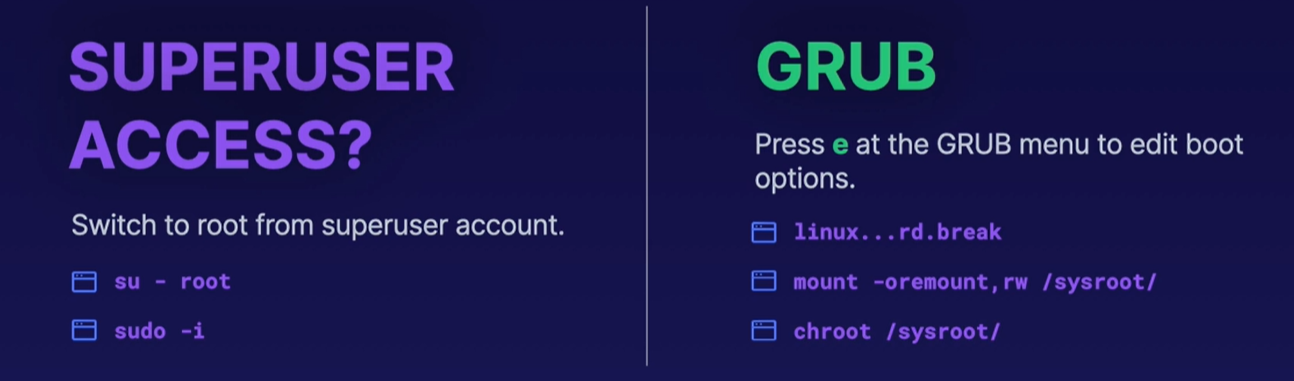 SUPERUSER
ACCESS?
Switch to root from superuser account.
su - root
sudo -i
GRUB
Press e at the GRUB menu to edit boot
options.
linux...rd.break
mount -oremount,rw /sysroot/
chroot /sysroot/